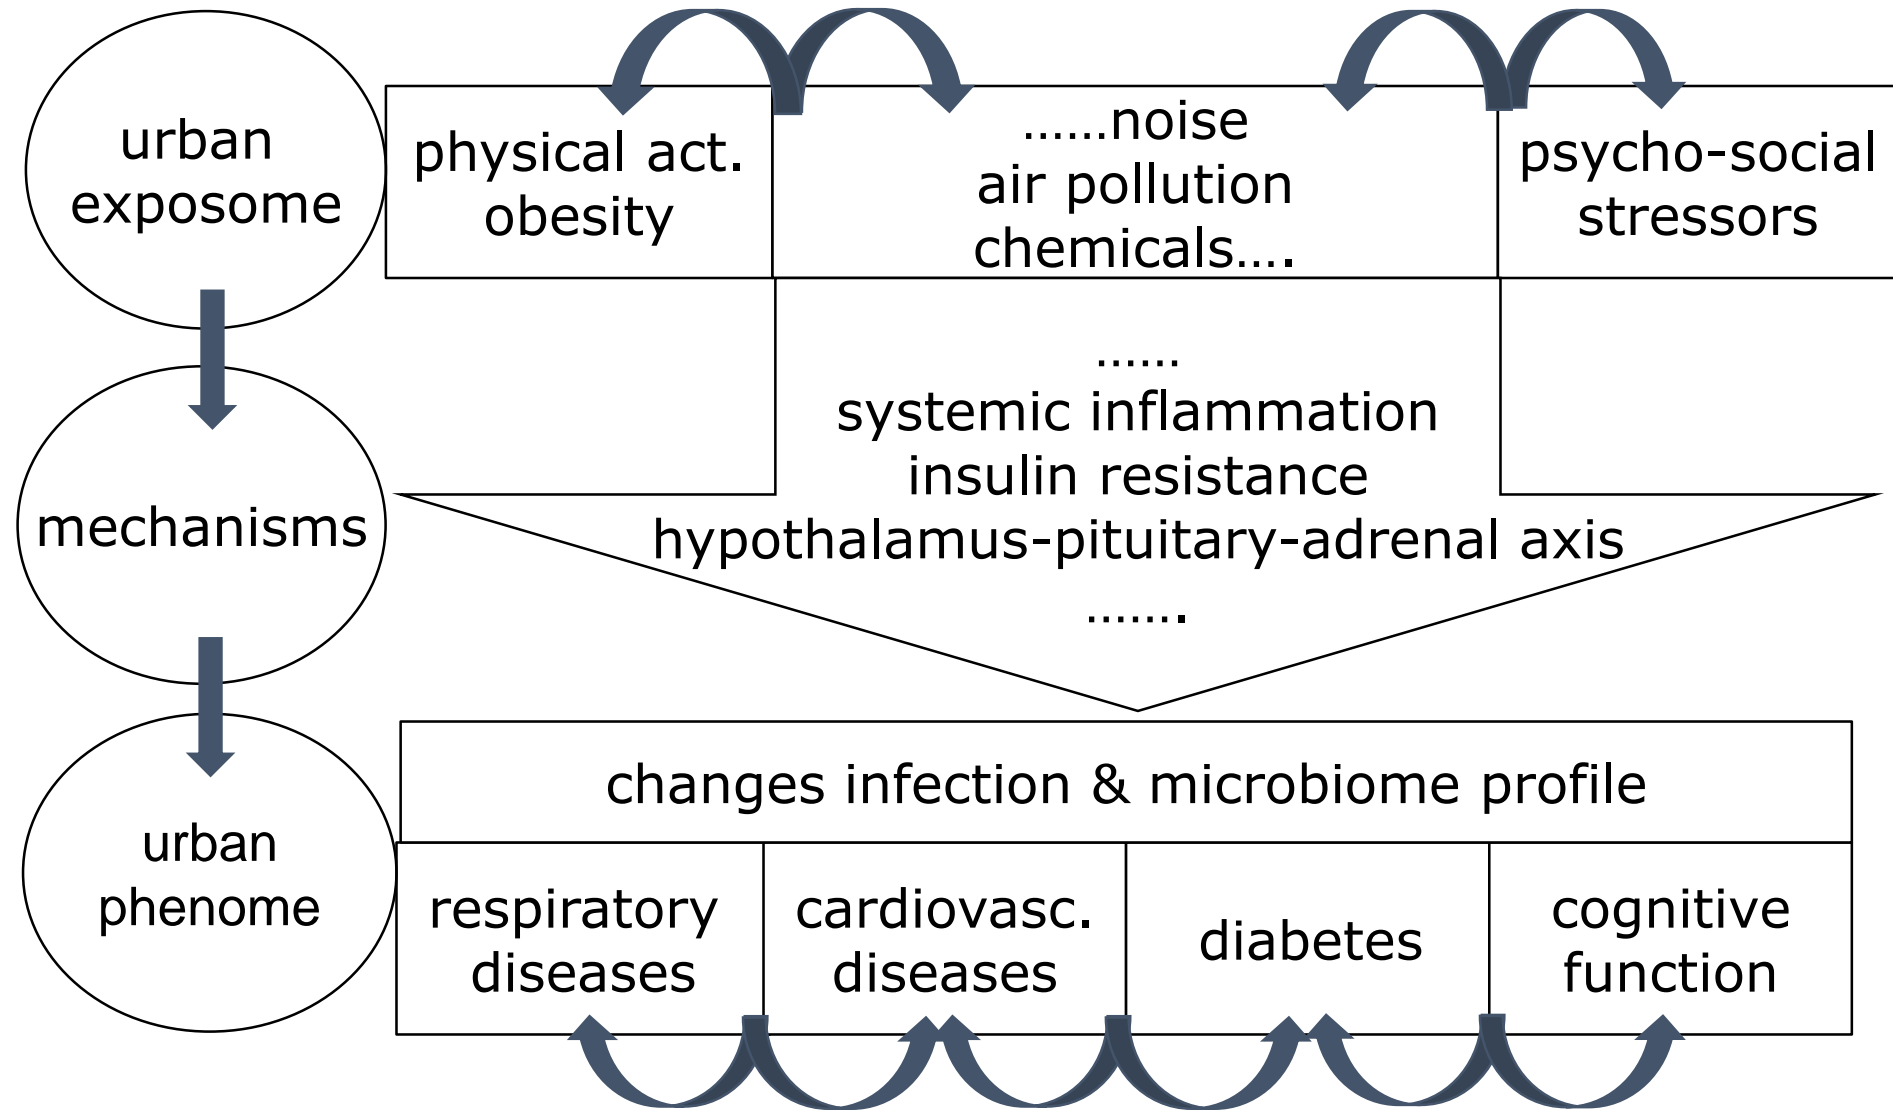 urban
exposome
physical act.
obesity
......noise
air pollution
chemicals....
psycho-social
stressors
mechanisms
......
systemic inflammation
insulin resistance
hypothalamus-pituitary-adrenal axis
.......
urban
phenome
changes infection & microbiome profile
respiratory
diseases
cardiovasc.
diseases
diabetes
cognitive
function